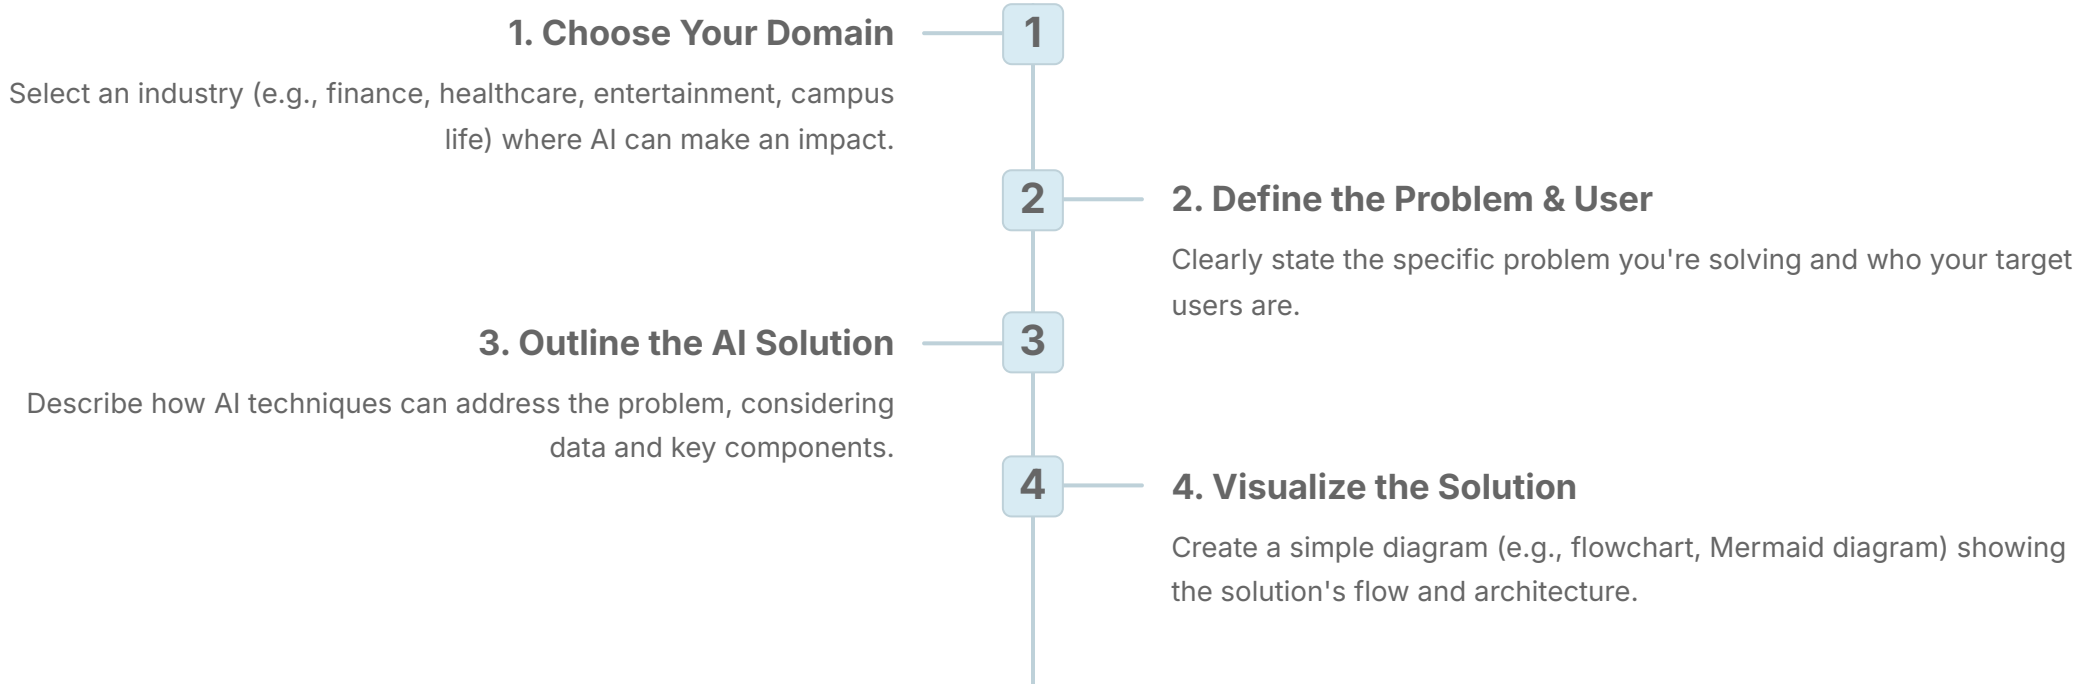 1. Choose Your Domain
1
Select an industry (e.g., finance, healthcare, entertainment, campus
life) where AI can make an impact.
2
2. Define the Problem & User
Clearly state the specific problem you're solving and who your target
users are.
3. Outline the AI Solution
3
Describe how AI techniques can address the problem, considering
data and key components.
4
4. Visualize the Solution
Create a simple diagram (e.g., flowchart, Mermaid diagram) showing
the solution's flow and architecture.